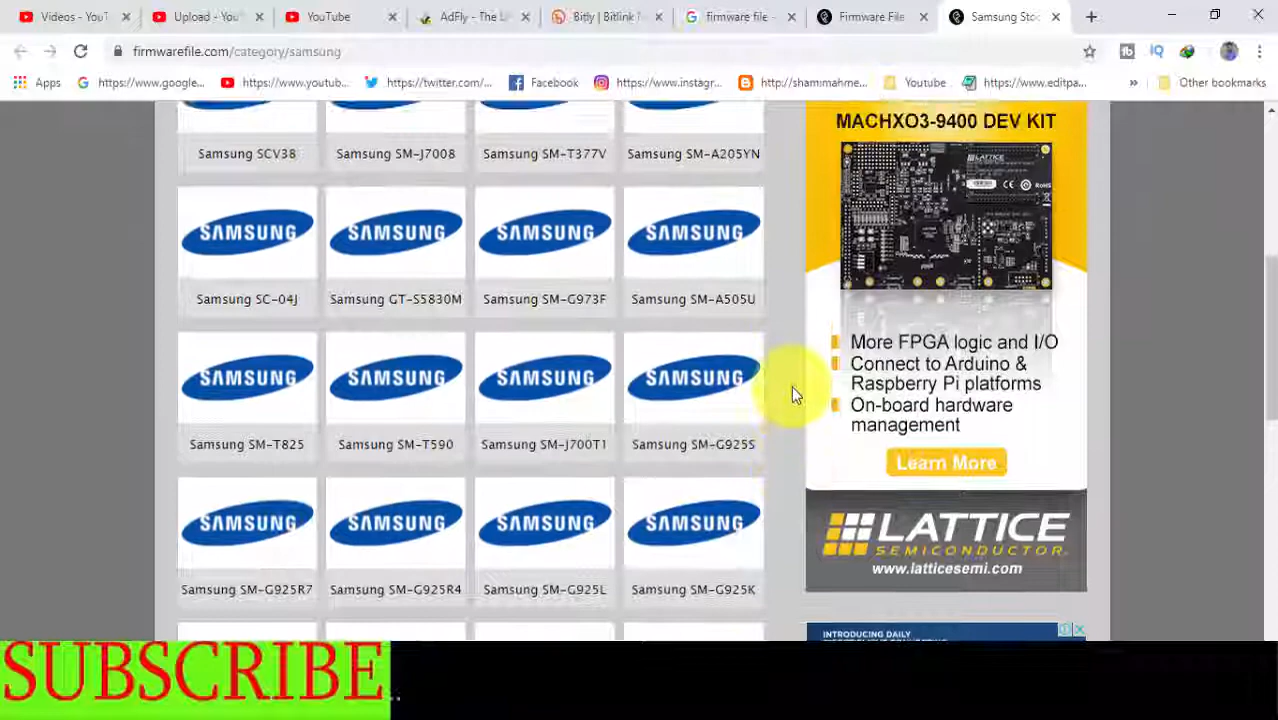 Videos - YouT
Upload - YouT
YouTube
AdFly - The L
Bitly | Bitlink
firmware file -
Firmware File
Samsung Stoc
firmwarefile.com/category/samsung
Apps
https://www.google...
https://www.youtub...
https://twitter.com/...
Facebook
https://www.instagr...
http://shamimahme...
Youtube
https://www.editpa...
»
Other bookmarks
Samsung SCV38
Samsung SM-J7008
Samsung SM-T377V
Samsung SM-A205YN
SAMSUNG SAMSUNG SAMSUNG SAMSUNG
Samsung SC-04J
Samsung GT-S5830M
Samsung SM-G973F
Samsung SM-A505U
SAMSUNG SAMSUNG SAMSUNG SAMSUNG
Samsung SM-T825
Samsung SM-T590
Samsung SM-J700T1
Samsung SM-G925S
SAMSUNG SAMSUNG SAMSUNG SAMSUNG
Samsung SM-G925R7
Samsung SM-G925R4
Samsung SM-G925L
Samsung SM-G925K
MACHXO3-9400 DEV KIT
More FPGA logic and I/O
Connect to Arduino &
Raspberry Pi platforms
On-board hardware
management
Learn More
LATTICE
SEMICONDUCTOR
www.latticesemi.com
INTRODUCING DAILY
SUBSCRIBE..